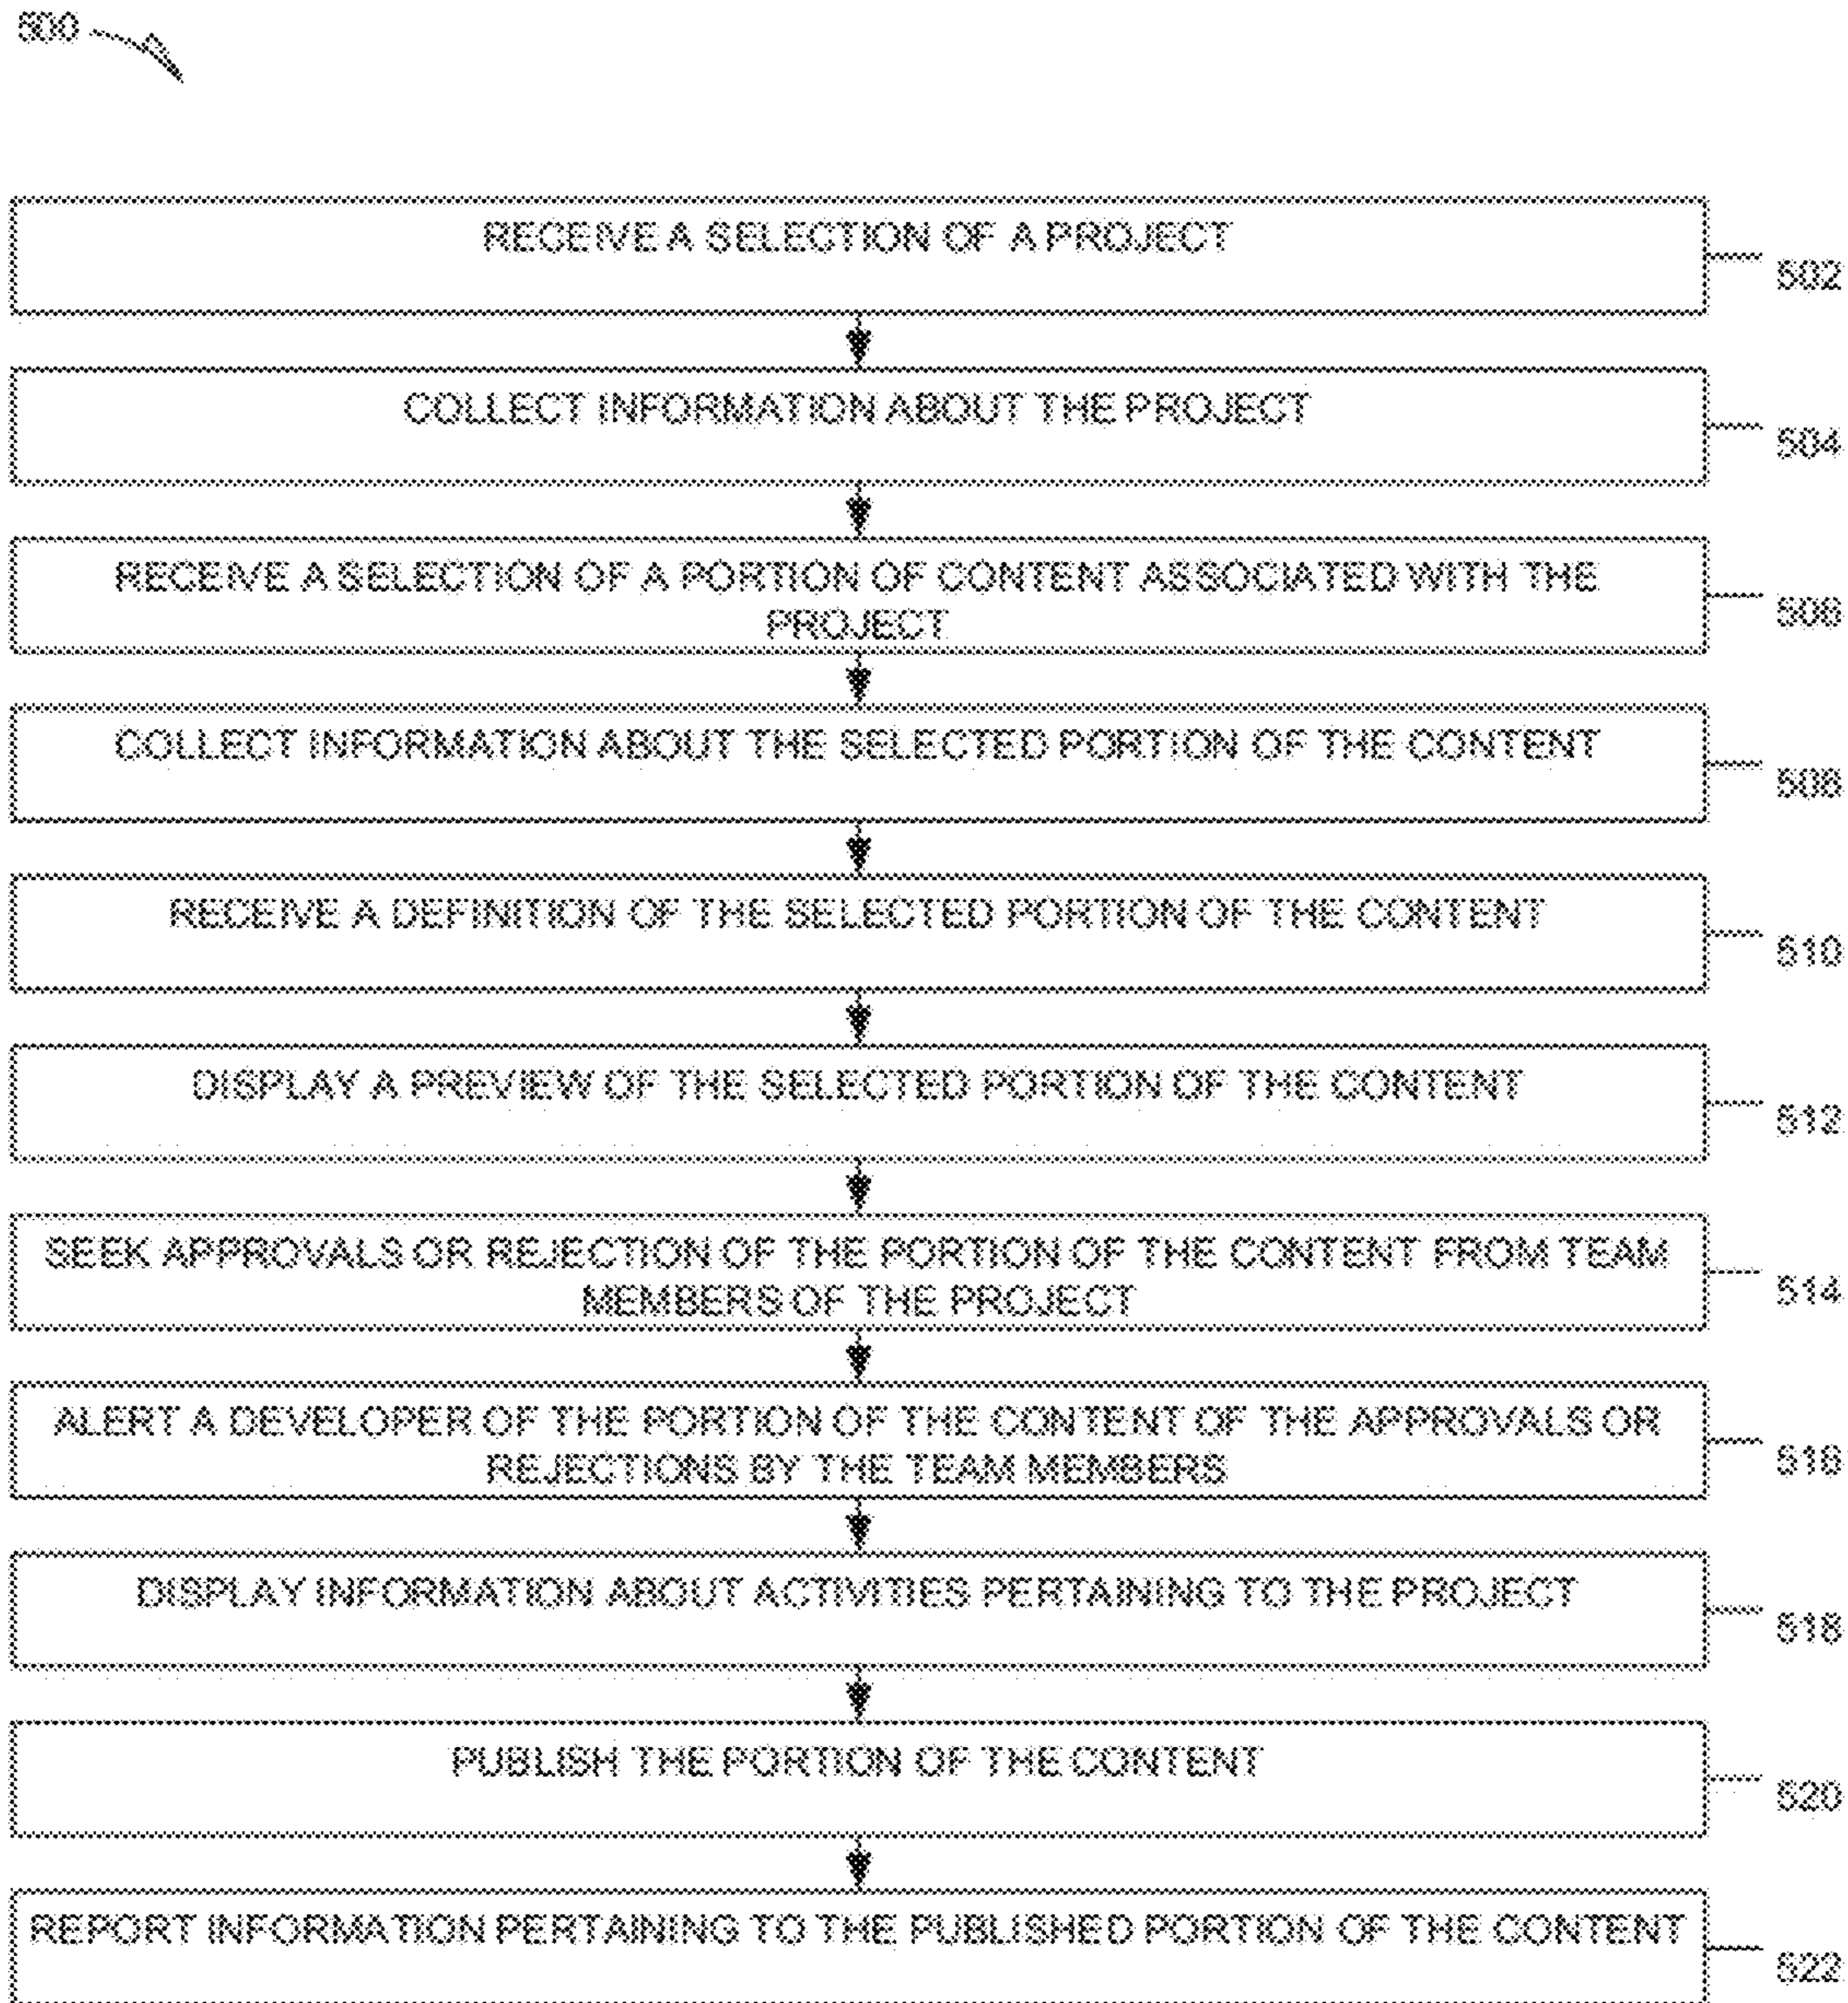 500
RECEIVE A SELECTION OF A PROJECT
502
COLLECT INFORMATION ABOUT THE PROJECT
504
RECEIVE A SELECTION OF A PORTION OF CONTENT ASSOCIATED WITH THE
PROJECT
506
COLLECT INFORMATION ABOUT THE SELECTED PORTION OF THE CONTENT
508
RECEIVE A DEFINITION OF THE SELECTED PORTION OF THE CONTENT
510
DISPLAY A PREVIEW OF THE SELECTED PORTION OF THE CONTENT
512
SEEK APPROVALS OR REJECTION OF THE PORTION OF THE CONTENT FROM TEAM
MEMBERS OF THE PROJECT
514
ALERT A DEVELOPER OF THE PORTION OF THE CONTENT OF THE APPROVALS OR
REJECTIONS BY THE TEAM MEMBERS
516
DISPLAY INFORMATION ABOUT ACTIVITIES PERTAINING TO THE PROJECT
518
PUBLISH THE PORTION OF THE CONTENT
520
REPORT INFORMATION PERTAINING TO THE PUBLISHED PORTION OF THE CONTENT
522